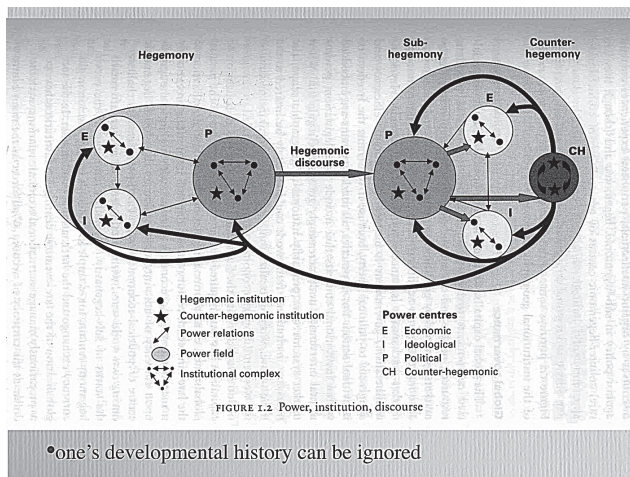 Hegemony
Sub-
hegemony
Counter-
hegemony
E
P
I
Hegemonic
discourse
P
E
CH
I
Hegemonic institution
Counter-hegemonic institution
Power relations
Power field
Institutional complex
Power centres
E Economic
I Ideological
P Political
CH Counter-hegemonic
FIGURE 1.2 Power, institution, discourse
•one's developmental history can be ignored